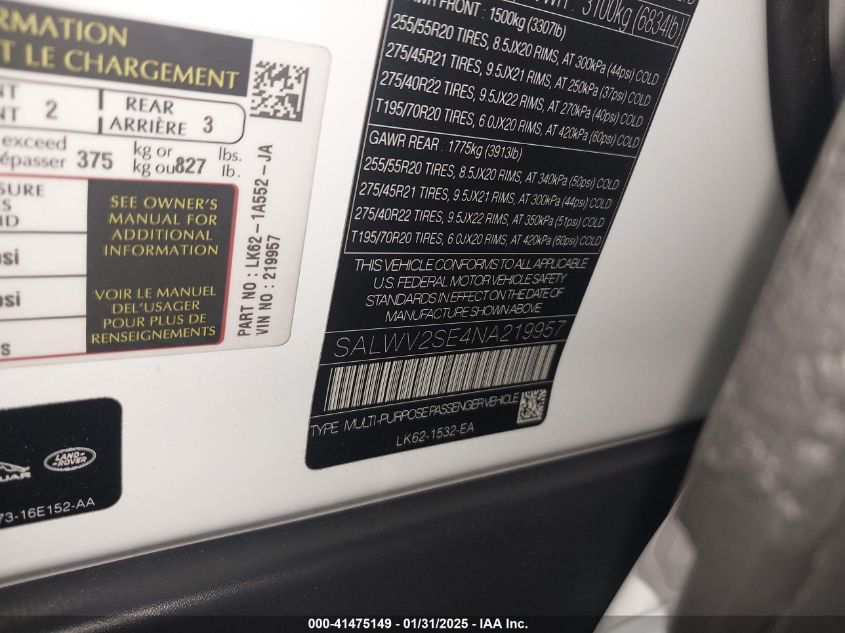 RMATION
T LE CHARGEMENT
NT 2 REAR
NT ARRIÈRE 3
exceed
épasser 375 kg or kg ou 827 lbs. lb.
SURE
S
ID
SEE OWNER'S
MANUAL FOR
ADDITIONAL
INFORMATION
psi
psi
s
VOIR LE MANUEL
DEL'USAGER
POUR PLUS DE
RENSEIGNEMENTS
PART NO : LK62-1A552-JA
VIN NO : 219957
: 3100kg (6834lb)
GAWR FRONT : 1500kg (3307lb)
255/55R20 TIRES, 8.5JX20 RIMS, AT 300kPa (44psi) COLD
275/45R21 TIRES, 9.5JX21 RIMS, AT 250kPa (37psi) COLD
275/40R22 TIRES, 9.5JX22 RIMS, AT 270kPa (40psi) COLD
T195/70R20 TIRES, 6.0JX20 RIMS, AT 420kPa (60psi) COLD
GAWR REAR : 1775kg (3913lb)
255/55R20 TIRES, 8.5JX20 RIMS, AT 340kPa (50psi) COLD
275/45R21 TIRES, 9.5JX21 RIMS, AT 300kPa (44psi) COLD
275/40R22 TIRES, 9.5JX22 RIMS, AT 350kPa (51psi) COLD
T195/70R20 TIRES, 6.0JX20 RIMS, AT 420kPa (60psi) COLD
THIS VEHICLE CONFORMS TO ALL APPLICABLE
U.S. FEDERAL MOTOR VEHICLE SAFETY
STANDARDS IN EFFECT ON THE DATE OF
MANUFACTURE SHOWN ABOVE
SALWV2SE4NA219957
TYPE MULTI-PURPOSE PASSENGER VEHICLE
LK62-1532-EA
UAR LAND-ROVER
73-16E152-AA
000-41475149 - 01/31/2025 - IAA Inc.